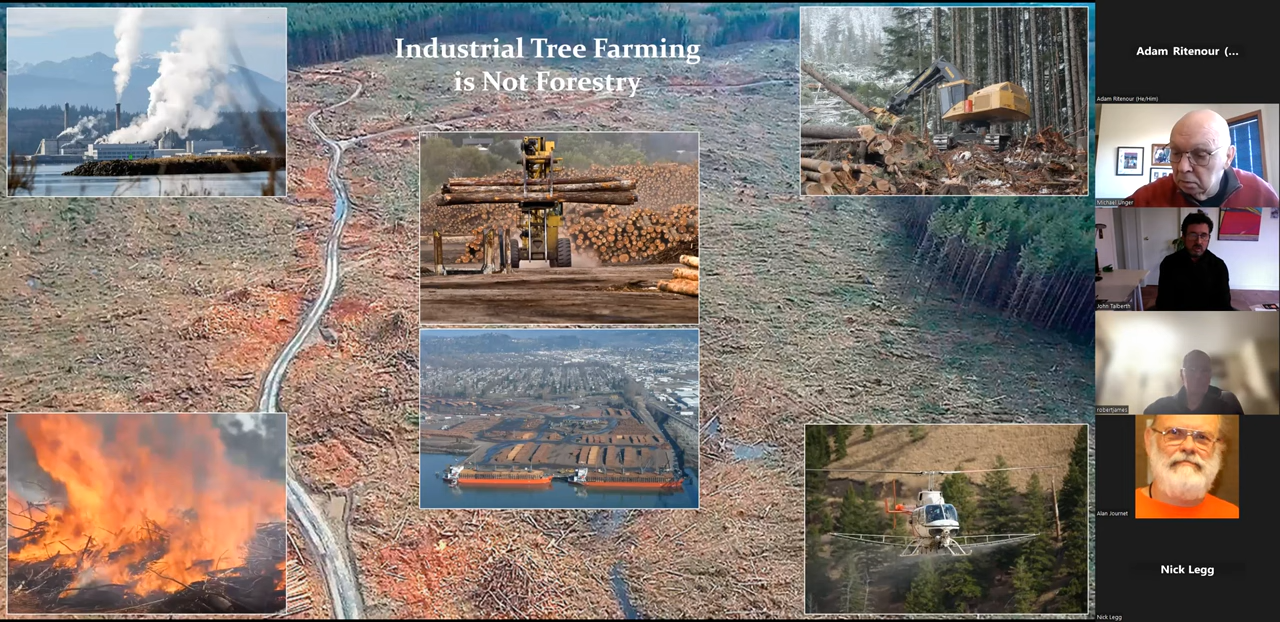 Industrial Tree Farming
is Not Forestry
Adam Ritenour (...
Adam Ritenour (He/Him)
Michael Unger
John Talberth
robertjames
Alan Journet
Nick Legg
Nick Legg